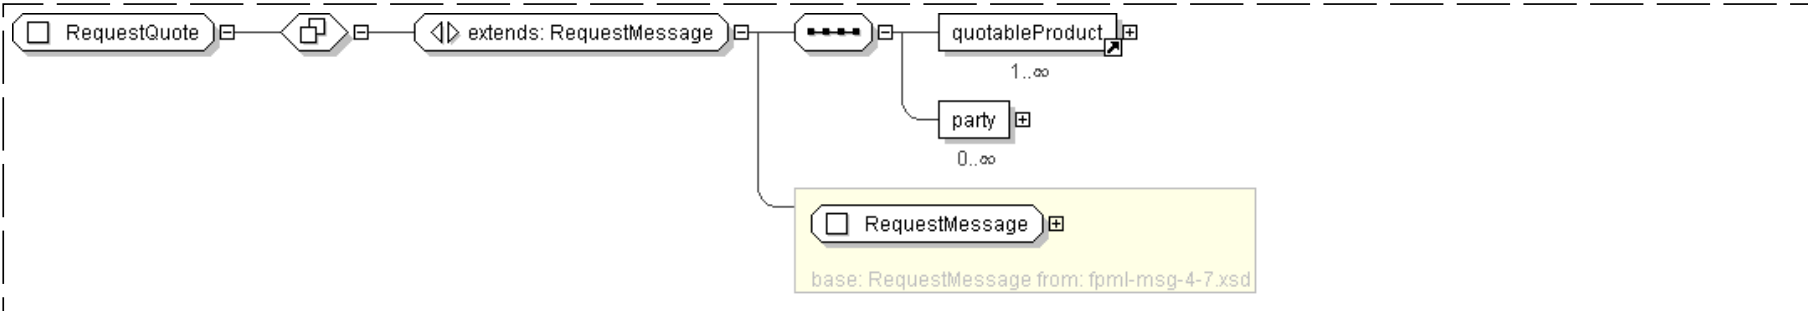 RequestQuote
extends: RequestMessage
quotableProduct
1..∞
party
0..∞
RequestMessage
base: RequestMessage from: fpml-msg-4-7.xsd